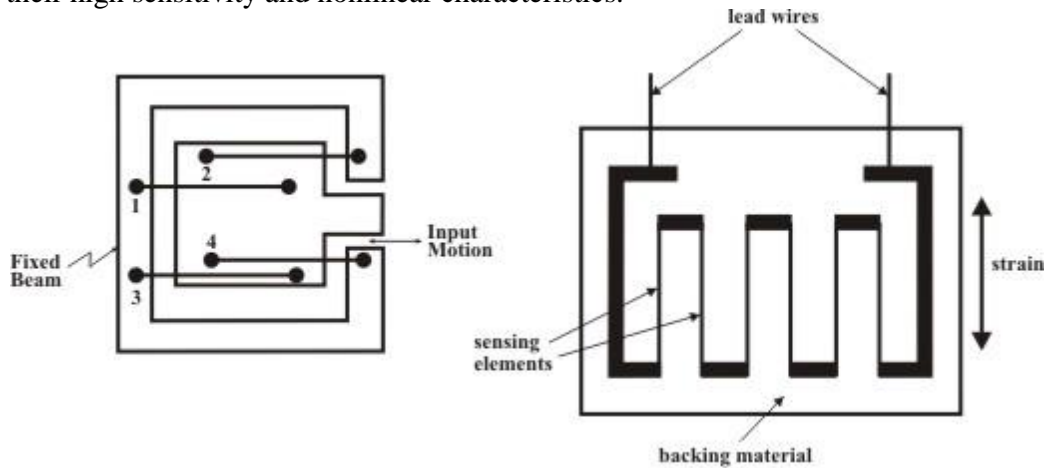 their high sensitivity and nonlinear characteristics.
lead wires
2
1
4
3
Fixed
Beam
Input
Motion
strain
sensing
elements
backing material